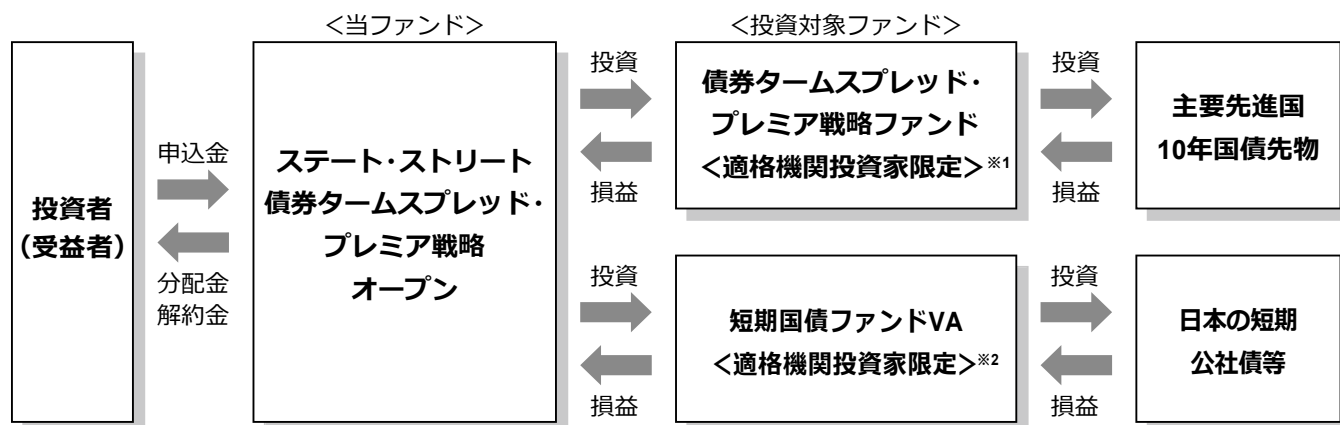 ＜当ファンド＞
＜投資対象ファンド＞
投資者
（受益者）
申込金
分配金
解約金
ステート・ストリート
債券タームスプレッド・
プレミア戦略
オープン
投資
損益
債券タームスプレッド・
プレミア戦略ファンド
＜適格機関投資家限定＞※1
投資
損益
主要先進国
10年国債先物
投資
損益
短期国債ファンドVA
＜適格機関投資家限定＞※2
投資
損益
日本の短期
公社債等